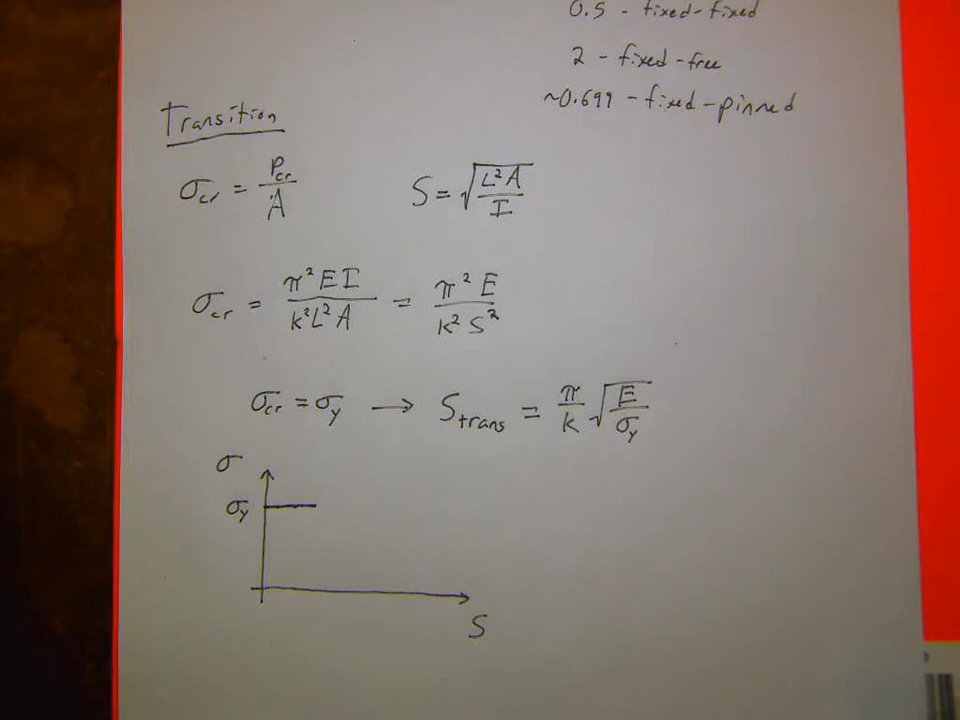 0.5 - fixed-fixed
2 - fixed-free
~0.699 - fixed-pinned
Transition
σcr = Pcr / A
S = √(L²A / I)
σcr = π²EI / k²L²A = π²E / k²S²
σcr = σy → Strans = π/k √(E/σy)
σ
σy
S